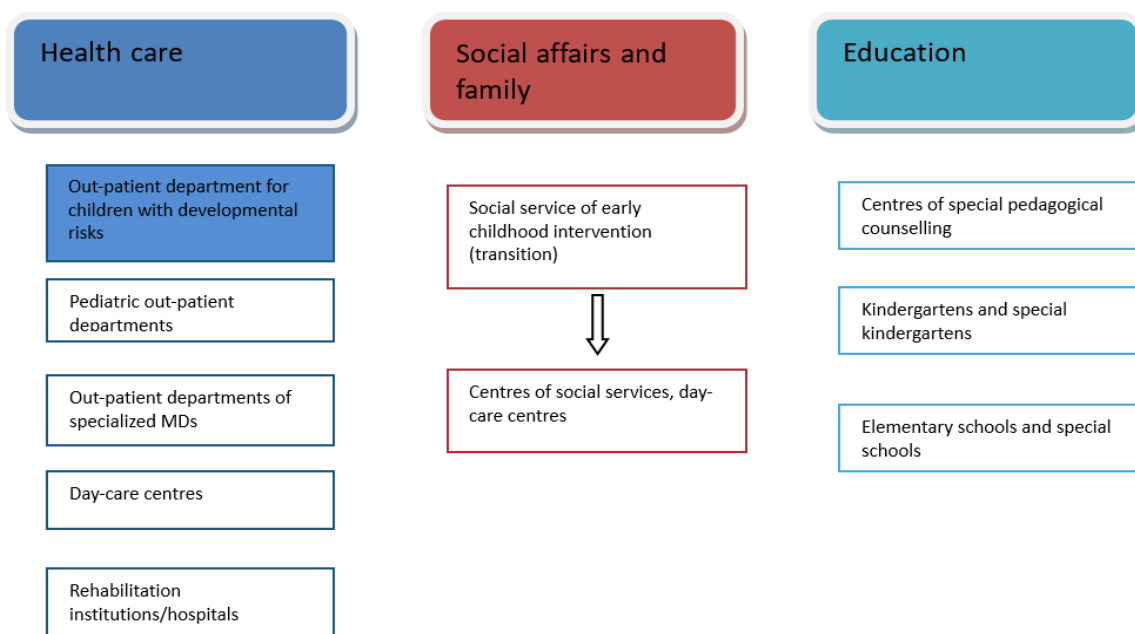 Health care
Out-patient department for
children with developmental
risks
Pediatric out-patient
departments
Out-patient departments of
specialized MDs
Day-care centres
Rehabilitation
institutions/hospitals
Social affairs and
family
Social service of early
childhood intervention
(transition)
Centres of social services, day-
care centres
Education
Centres of special pedagogical
counselling
Kindergartens and special
kindergartens
Elementary schools and special
schools